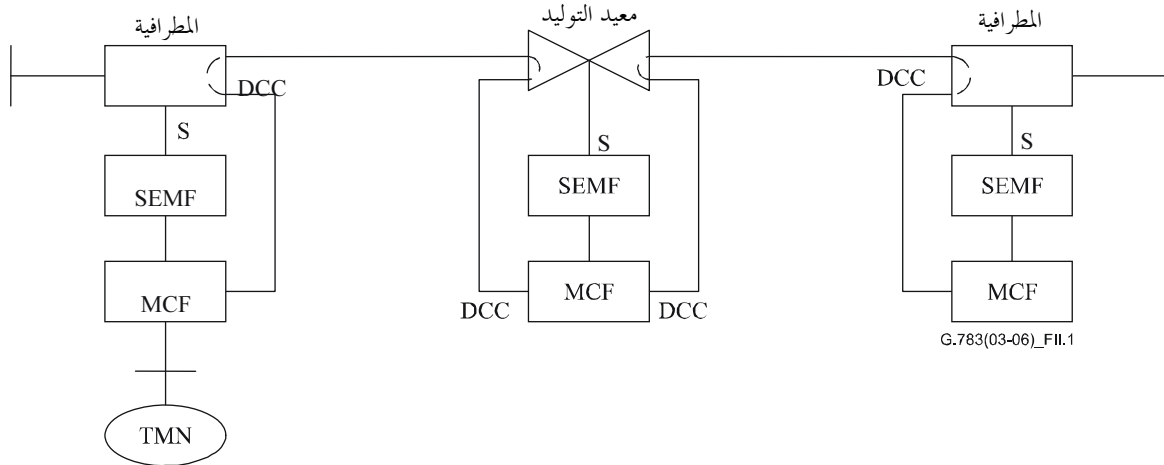 المطرافية
معيد التوليد
المطرافية
DCC
DCC
S
S
S
SEMF
SEMF
SEMF
MCF
MCF
MCF
DCC
DCC
G.783(03-06)_FII.1
TMN